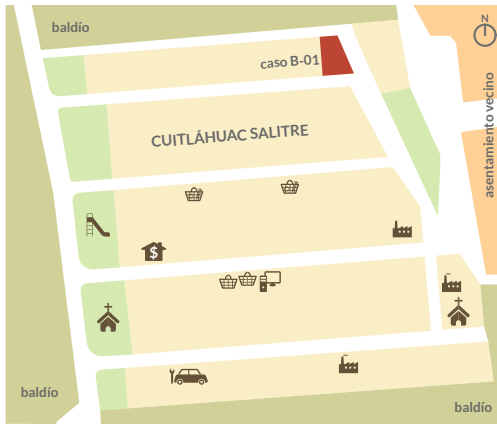 baldío
N
caso B-01
asentamiento vecino
CUITLÁHUAC SALITRE
$
baldío
baldío